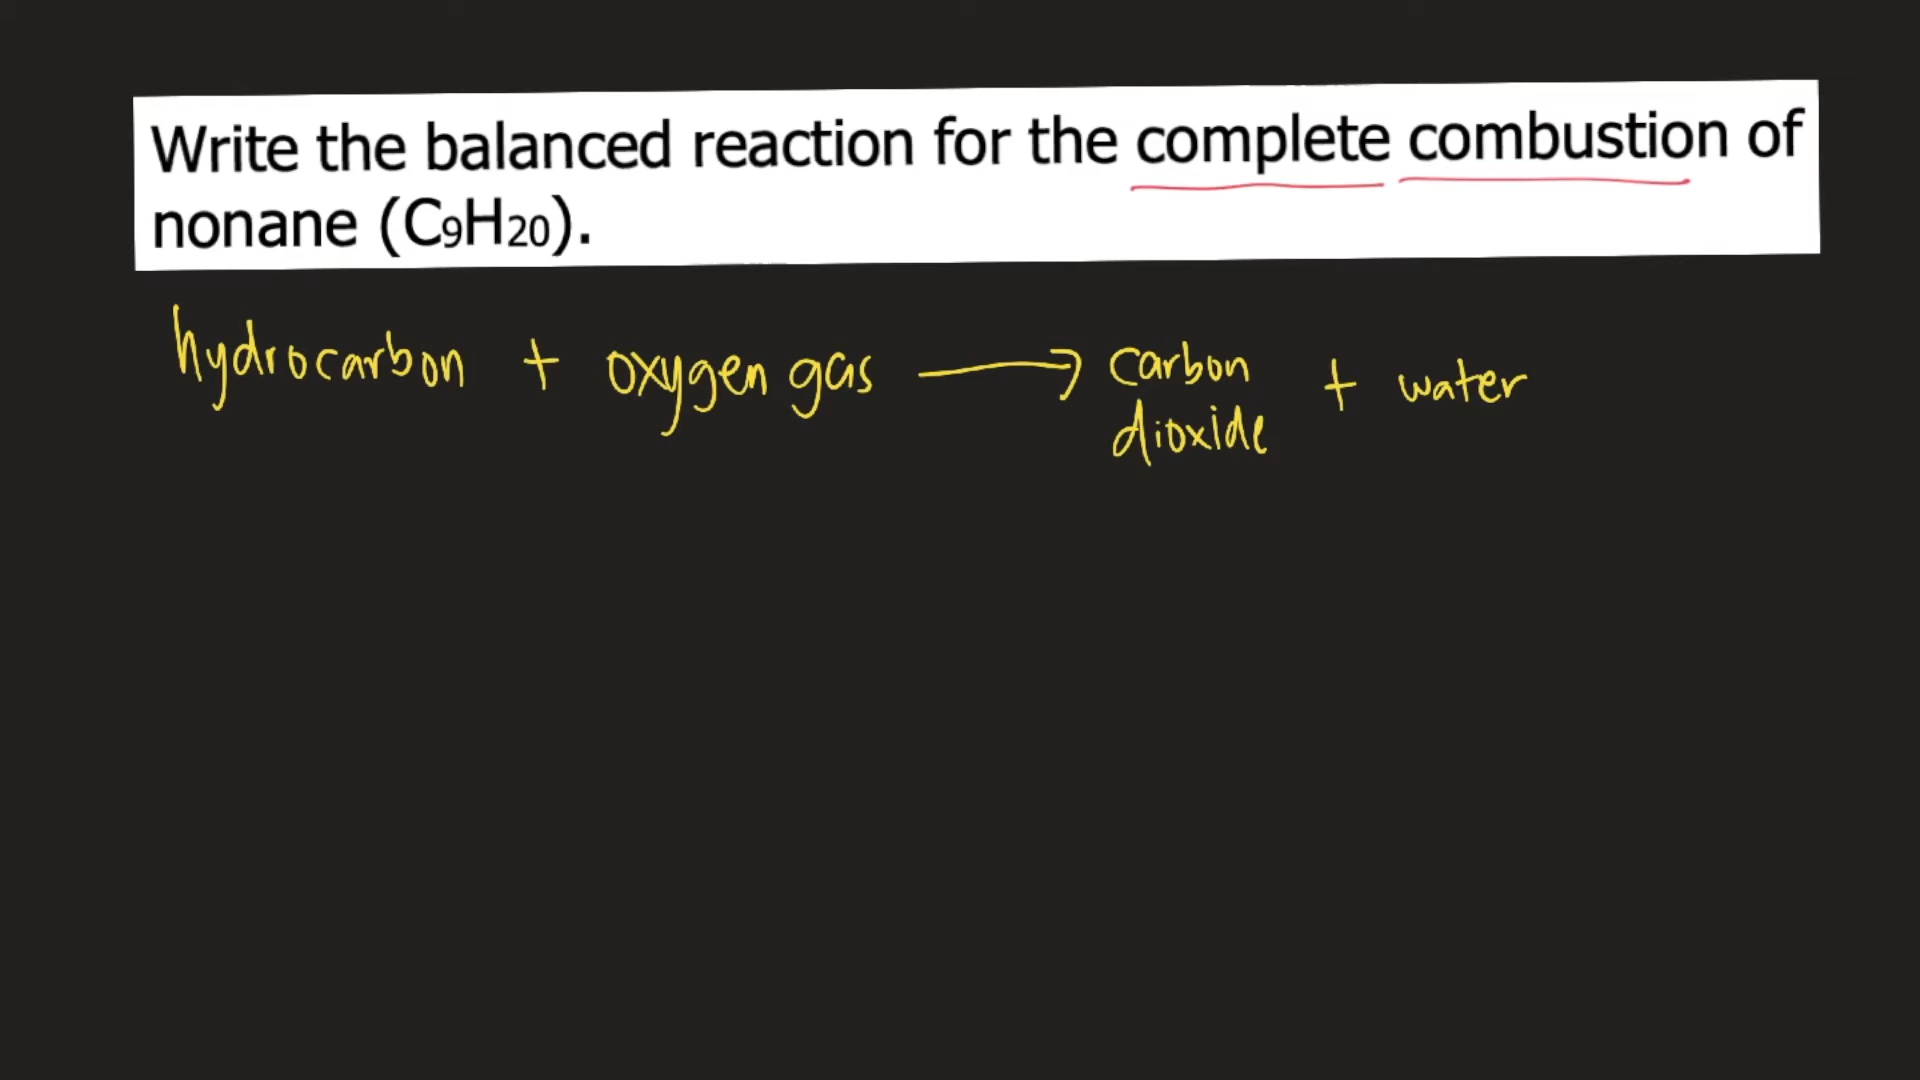 Write the balanced reaction for the complete combustion of
nonane (C₉H₂₀).
hydrocarbon + oxygen gas → carbon dioxide + water